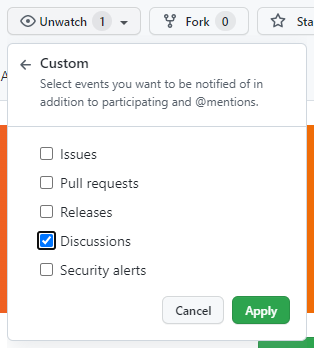 Unwatch 1 Fork 0 Sta
Custom
Select events you want to be notified of in
addition to participating and @mentions.
Issues
Pull requests
Releases
Discussions
Security alerts
Cancel Apply